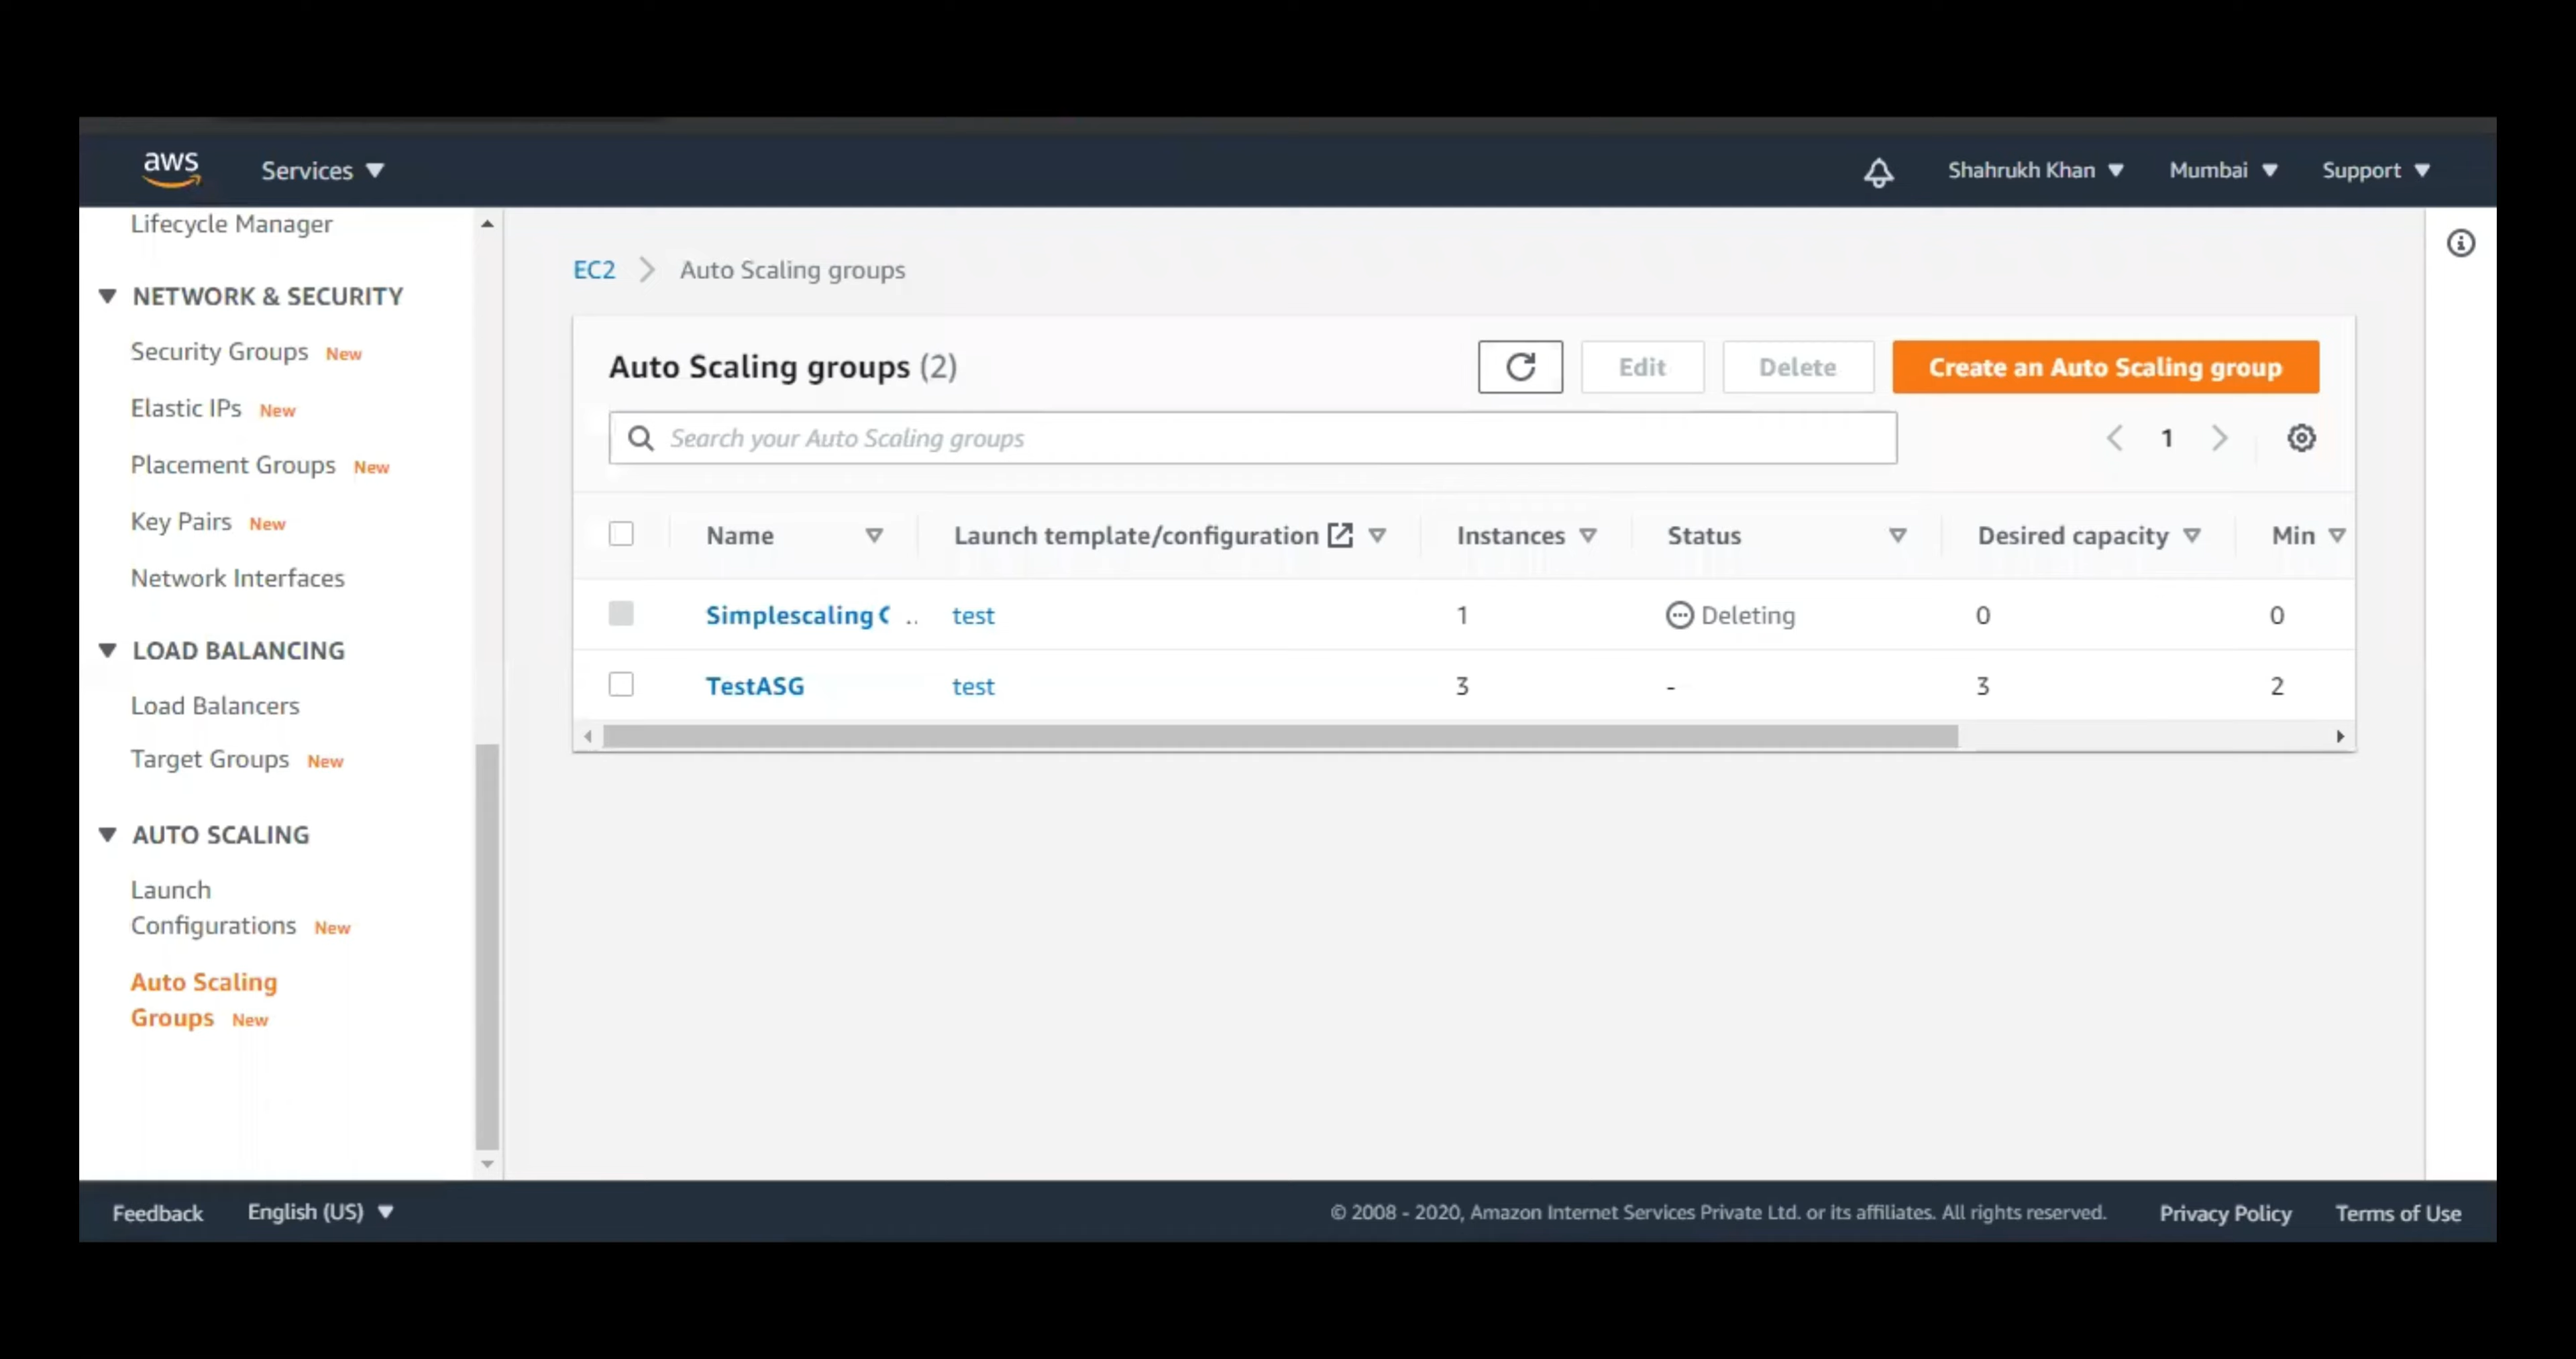 aws
Services
Shahrukh Khan
Mumbai
Support
Lifecycle Manager
NETWORK & SECURITY
Security Groups New
Elastic IPs New
Placement Groups New
Key Pairs New
Network Interfaces
LOAD BALANCING
Load Balancers
Target Groups New
AUTO SCALING
Launch
Configurations New
Auto Scaling
Groups New
EC2 Auto Scaling groups
Auto Scaling groups (2)
Edit
Delete
Create an Auto Scaling group
Search your Auto Scaling groups
1
Name Launch template/configuration Instances Status Desired capacity Min
Simplescaling .. test 1 Deleting 0 0
TestASG test 3 - 3 2
Feedback English (US) © 2008 - 2020, Amazon Internet Services Private Ltd. or its affiliates. All rights reserved. Privacy Policy Terms of Use